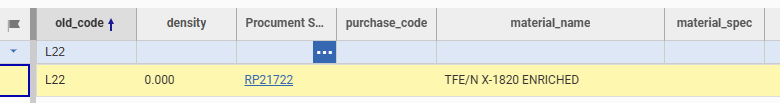 old_code density Procument S... purchase_code material_name material_spec
L22 ...
L22 0.000 RP21722 TFE/N X-1820 ENRICHED